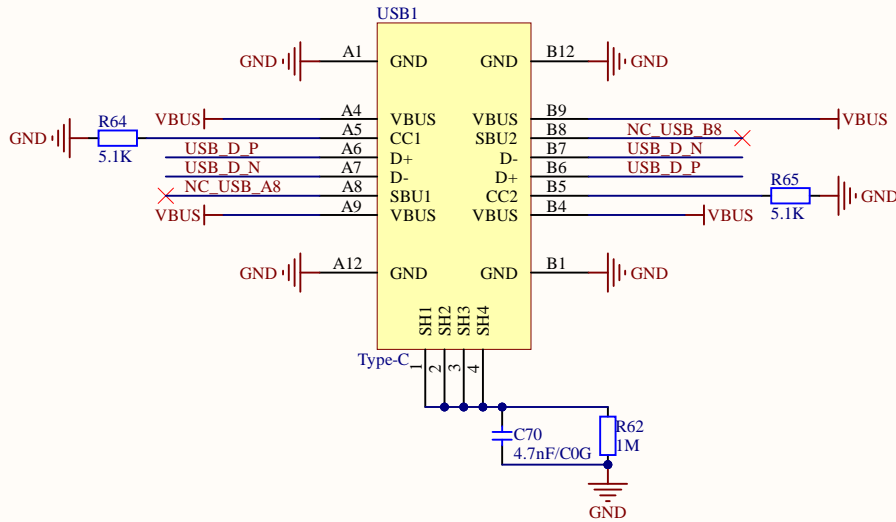 USB1
GND A1 GND GND B12 GND
VBUS A4 VBUS VBUS B9 VBUS
R64 GND 5.1K A5 CC1 SBU2 B8 NC_USB_B8
USB_D_P A6 D+ D- B7 USB_D_N
USB_D_N A7 D- D+ B6 USB_D_P
NC_USB_A8 A8 SBU1 CC2 B5 R65 5.1K GND
VBUS A9 VBUS VBUS B4 VBUS
GND A12 GND GND B1 GND
SH1 SH2 SH3 SH4
Type-C 1 2 3 4
C70 R62
4.7nF/C0G 1M
GND